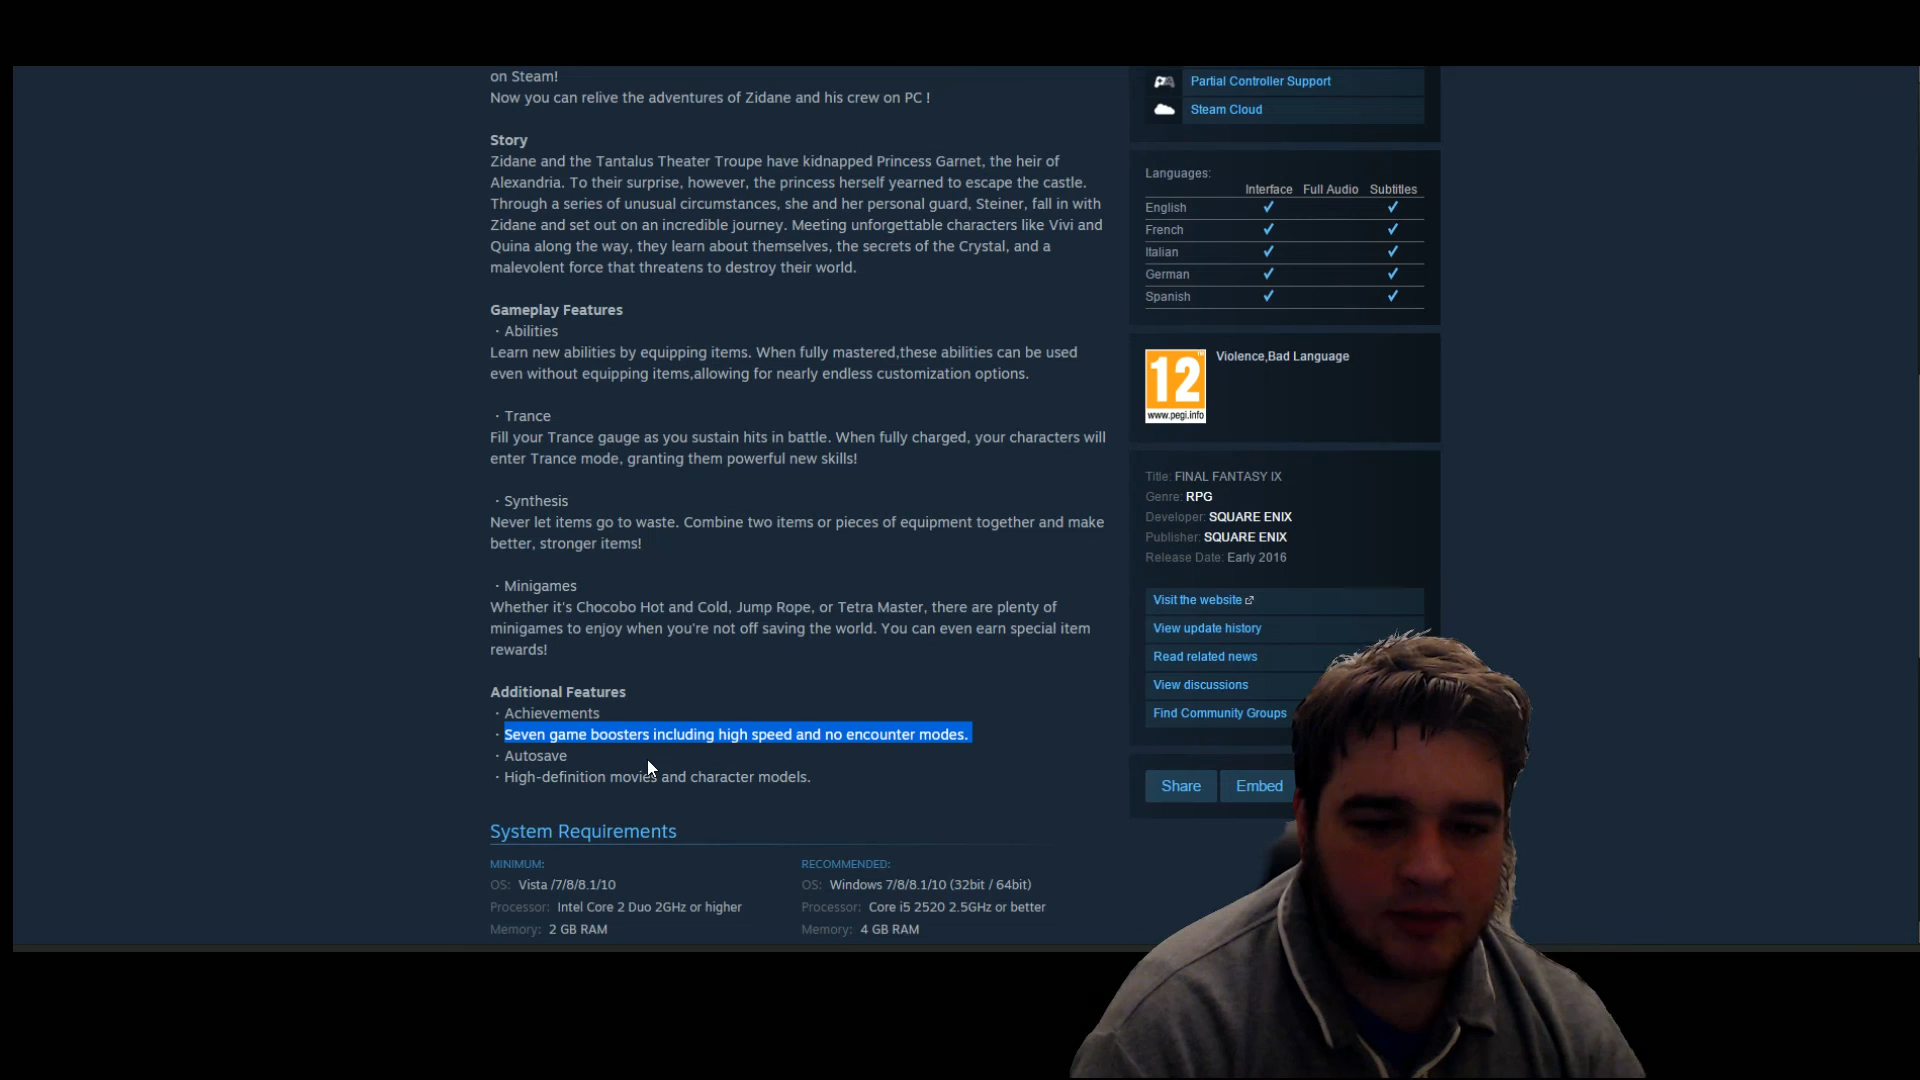 on Steam!
Now you can relive the adventures of Zidane and his crew on PC !
Story
Zidane and the Tantalus Theater Troupe have kidnapped Princess Garnet, the heir of
Alexandria. To their surprise, however, the princess herself yearned to escape the castle.
Through a series of unusual circumstances, she and her personal guard, Steiner, fall in with
Zidane and set out on an incredible journey. Meeting unforgettable characters like Vivi and
Quina along the way, they learn about themselves, the secrets of the Crystal, and a
malevolent force that threatens to destroy their world.
Gameplay Features
・Abilities
Learn new abilities by equipping items. When fully mastered,these abilities can be used
even without equipping items,allowing for nearly endless customization options.
・Trance
Fill your Trance gauge as you sustain hits in battle. When fully charged, your characters will
enter Trance mode, granting them powerful new skills!
・Synthesis
Never let items go to waste. Combine two items or pieces of equipment together and make
better, stronger items!
・Minigames
Whether it's Chocobo Hot and Cold, Jump Rope, or Tetra Master, there are plenty of
minigames to enjoy when you're not off saving the world. You can even earn special item
rewards!
Additional Features
・Achievements
・Seven game boosters including high speed and no encounter modes.
・Autosave
・High-definition movies and character models.
System Requirements
MINIMUM:
OS: Vista /7/8/8.1/10
Processor: Intel Core 2 Duo 2GHz or higher
Memory: 2 GB RAM
RECOMMENDED:
OS: Windows 7/8/8.1/10 (32bit / 64bit)
Processor: Core i5 2520 2.5GHz or better
Memory: 4 GB RAM
Partial Controller Support
Steam Cloud
Languages:
Interface Full Audio Subtitles
English
French
Italian
German
Spanish
12
www.pegi.info
Violence,Bad Language
Title: FINAL FANTASY IX
Genre: RPG
Developer: SQUARE ENIX
Publisher: SQUARE ENIX
Release Date: Early 2016
Visit the website
View update history
Read related news
View discussions
Find Community Groups
Share Embed